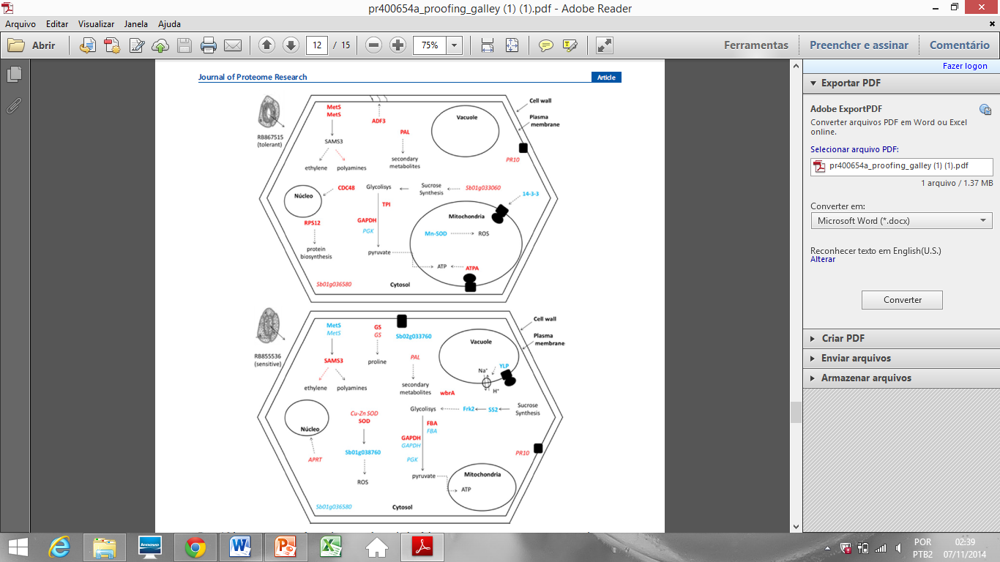 pr400654a_proofing_galley (1) (1).pdf - Adobe Reader
Arquivo Editar Visualizar Janela Ajuda
Abrir 12 / 15 75% Ferramentas Preencher e assinar Comentário
Journal of Proteome Research Article
RB867515
(tolerant)
MetS
MetS
SAMS3
ethylene polyamines
ADF3
PAL
secondary
metabolites
Vacuole
Cell wall
Plasma
membrane
PR10
Núcleo
CDC48
RPS12
protein
biosynthesis
Glycolisys
Sucrose
Synthesis
Sb01g033060
TPI
GAPDH
PGK
pyruvate
14-3-3
Mitochondria
Mn-SOD ROS
ATP ATPA
Sb01g036580
Cytosol
RB855536
(sensitive)
MetS
MetS
SAMS3
ethylene polyamines
GS
GS
proline
Sb02g033760
PAL
secondary
metabolites
wbrA
Vacuole
Cell wall
Plasma
membrane
Na+
YLP
H+
Núcleo
APRT
Cu-Zn SOD
SOD
Sb01g038760
ROS
Glycolisys
Frk2
SS2
Sucrose
Synthesis
FBA
FBA
GAPDH
GAPDH
PGK
pyruvate
PR10
Mitochondria
ATP
Sb01g036580
Cytosol
Fazer logon
Exportar PDF
Adobe ExportPDF
Converter arquivos PDF em Word ou Excel
online.
Selecionar arquivo PDF:
pr400654a_proofing_galley (1) (1).pdf
1 arquivo / 1.37 MB
Converter em:
Microsoft Word (*.docx)
Reconhecer texto em English(U.S.)
Alterar
Converter
Criar PDF
Enviar arquivos
Armazenar arquivos
lenovo
POR
PTB2
02:39
07/11/2014